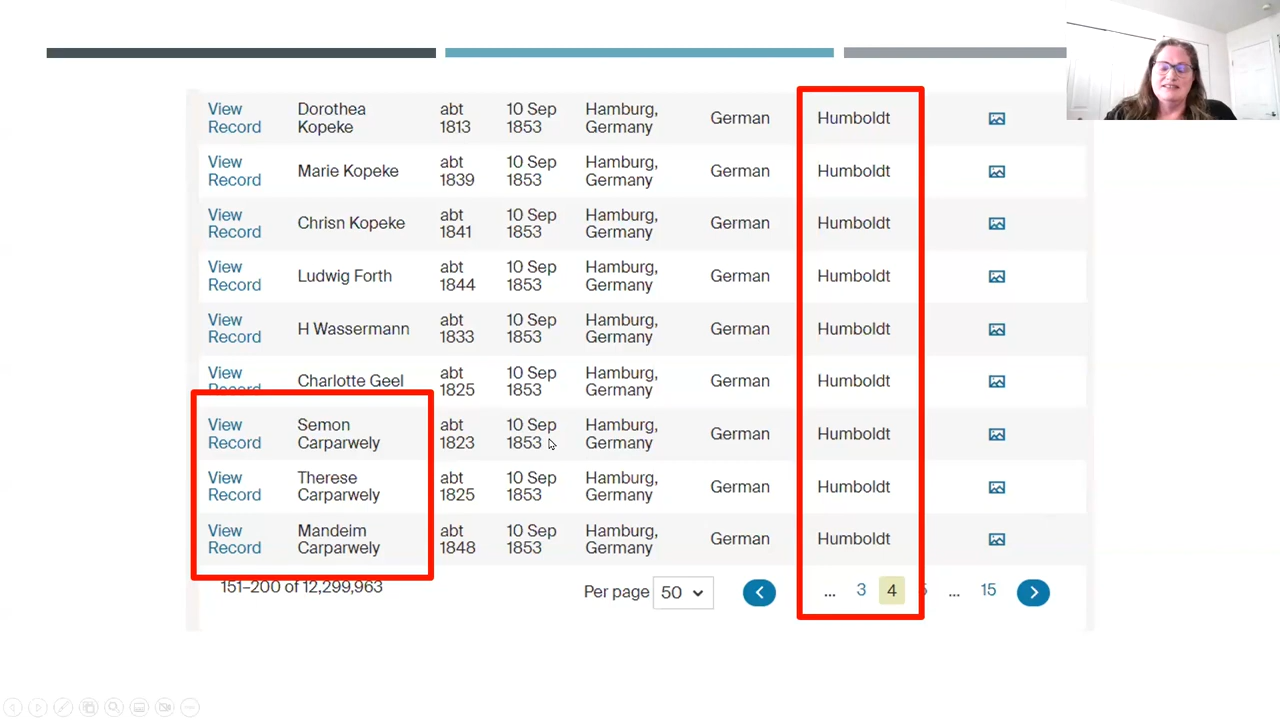 View Record Dorothea Kopeke abt 1813 10 Sep 1853 Hamburg, Germany German Humboldt
View Record Marie Kopeke abt 1839 10 Sep 1853 Hamburg, Germany German Humboldt
View Record Chrisn Kopeke abt 1841 10 Sep 1853 Hamburg, Germany German Humboldt
View Record Ludwig Forth abt 1844 10 Sep 1853 Hamburg, Germany German Humboldt
View Record H Wassermann abt 1833 10 Sep 1853 Hamburg, Germany German Humboldt
View Record Charlotte Geel abt 1825 10 Sep 1853 Hamburg, Germany German Humboldt
View Record Semon Carparwely abt 1823 10 Sep 1853 Hamburg, Germany German Humboldt
View Record Therese Carparwely abt 1825 10 Sep 1853 Hamburg, Germany German Humboldt
View Record Mandeim Carparwely abt 1848 10 Sep 1853 Hamburg, Germany German Humboldt
151–200 of 12,299,963 Per page 50 ... 3 4 ... 15